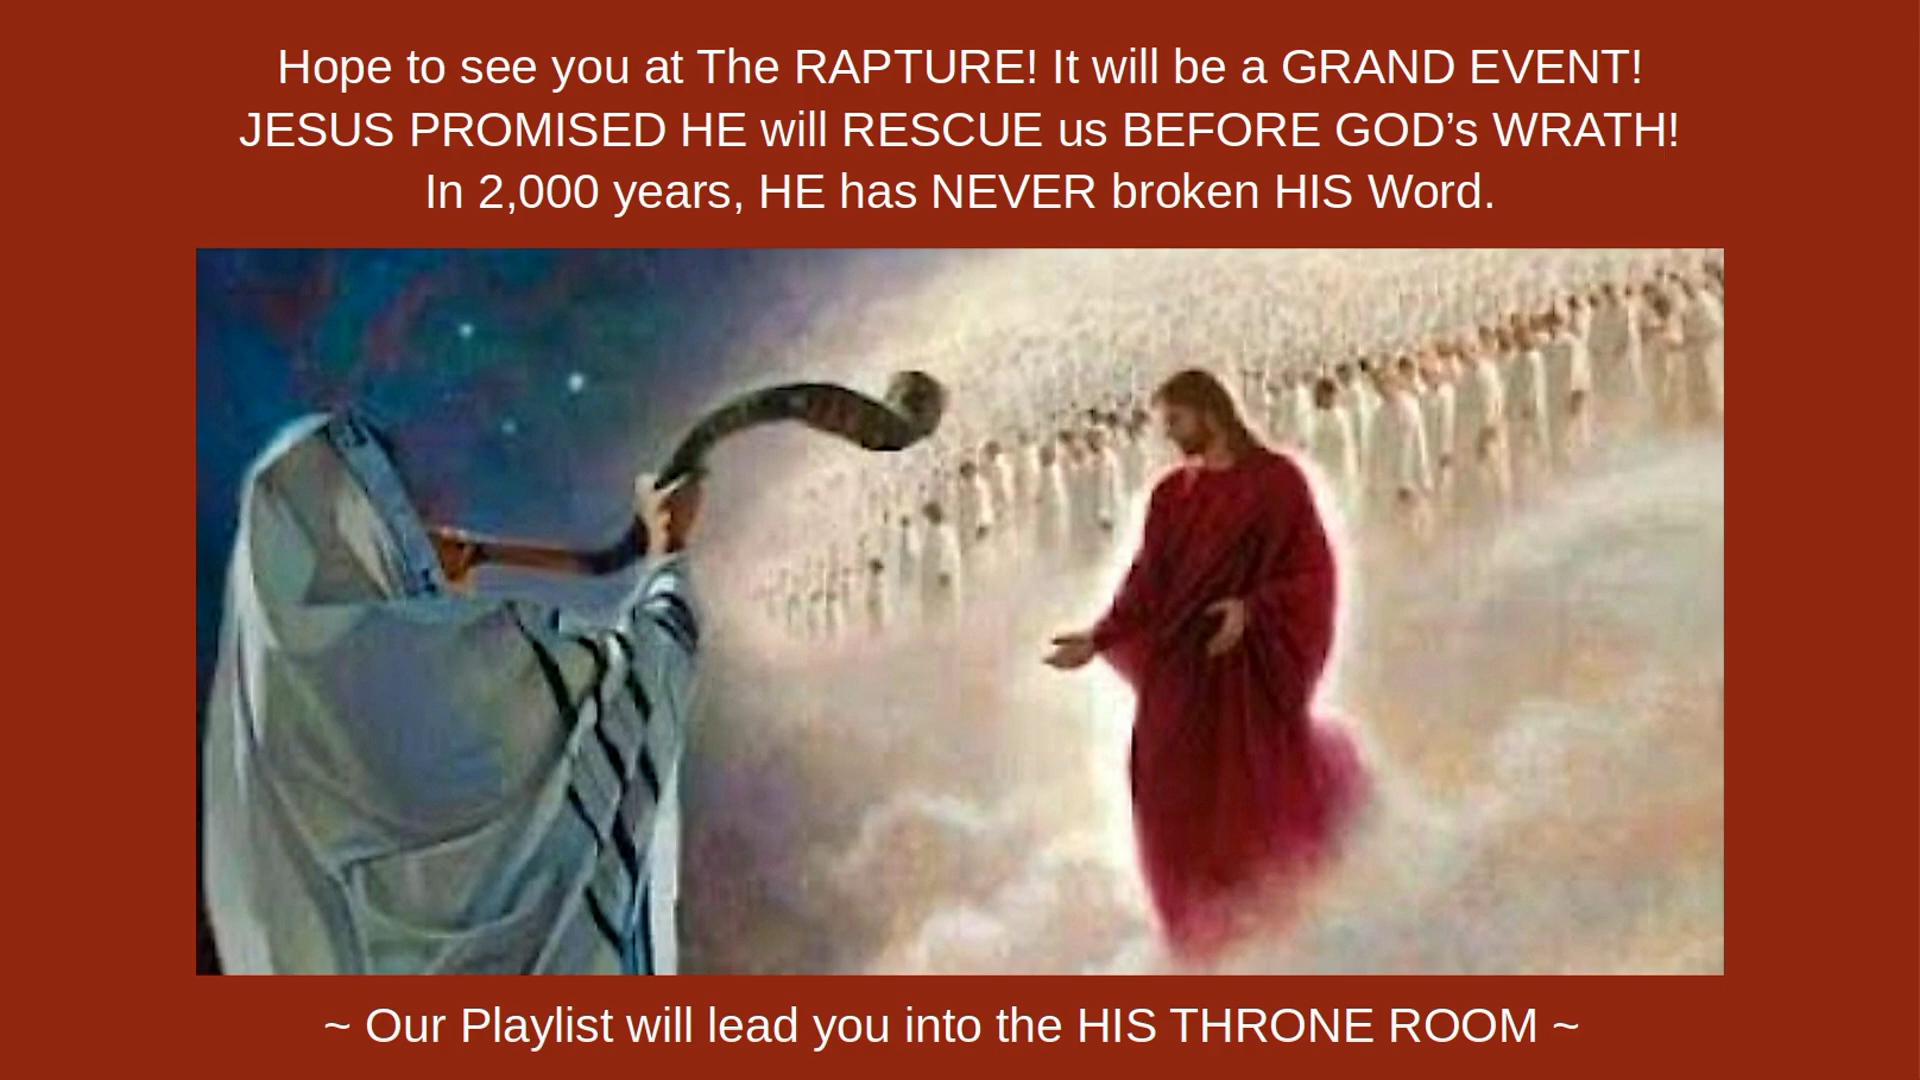 Hope to see you at The RAPTURE! It will be a GRAND EVENT!
JESUS PROMISED HE will RESCUE us BEFORE GOD’s WRATH!
In 2,000 years, HE has NEVER broken HIS Word.
~ Our Playlist will lead you into the HIS THRONE ROOM ~